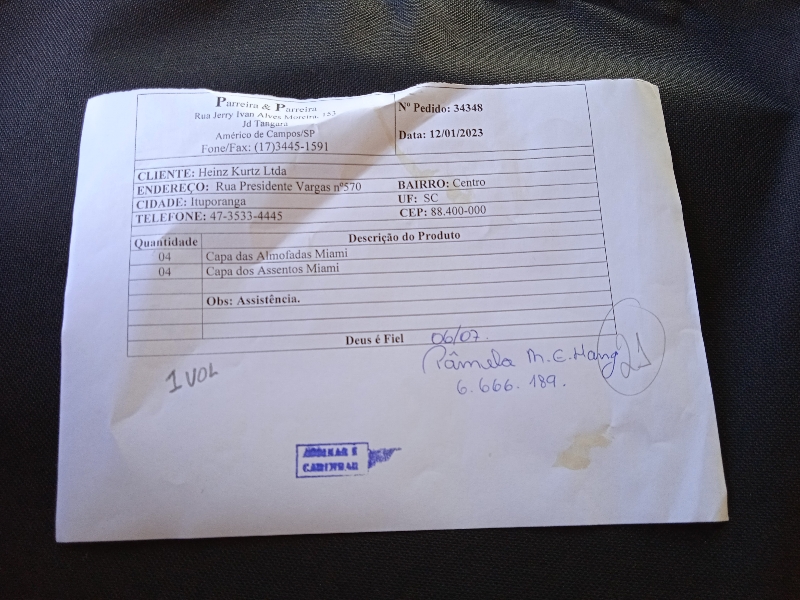 Parreira & Parreira
Rua Jerry Ivan Alves Moreira, 153
Jd Tangará
Américo de Campos/SP
Fone/Fax: (17)3445-1591
Nº Pedido: 34348
Data: 12/01/2023
CLIENTE: Heinz Kurtz Ltda
ENDEREÇO: Rua Presidente Vargas nº570 BAIRRO: Centro
CIDADE: Ituporanga UF: SC
TELEFONE: 47-3533-4445 CEP: 88.400-000
Quantidade Descrição do Produto
04 Capa das Almofadas Miami
04 Capa dos Assentos Miami
Obs: Assistência.
Deus é Fiel 06/07.
Pâmela M. E. Hang 21
6.666.189.
1 VOL
ASSINAR E
CARIMBAR